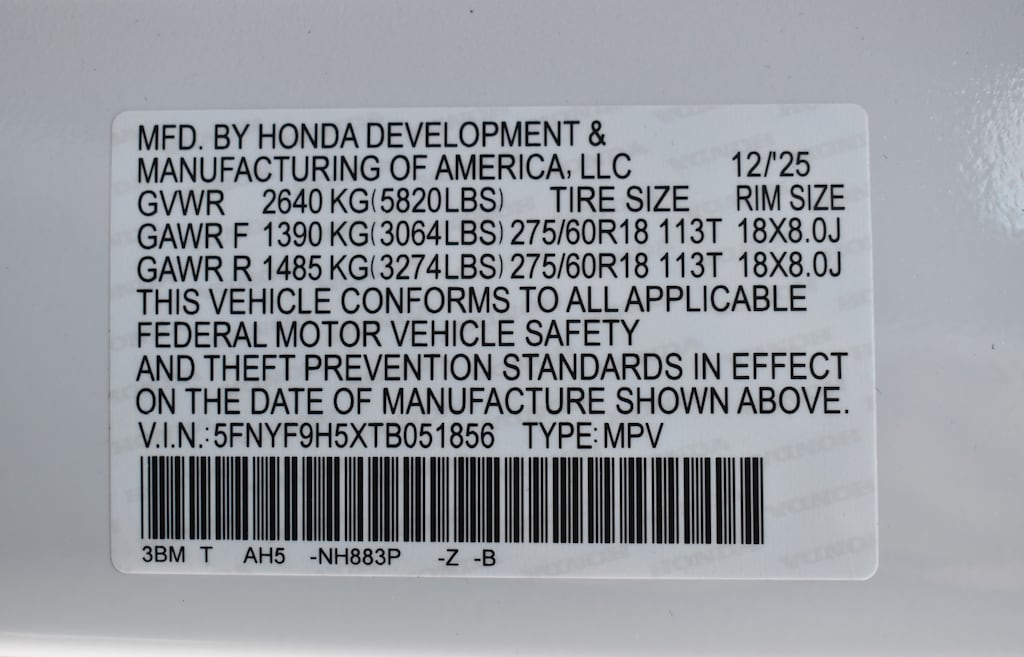 MFD. BY HONDA DEVELOPMENT &
MANUFACTURING OF AMERICA, LLC 12/'25
GVWR 2640 KG(5820LBS) TIRE SIZE RIM SIZE
GAWR F 1390 KG(3064LBS) 275/60R18 113T 18X8.0J
GAWR R 1485 KG(3274LBS) 275/60R18 113T 18X8.0J
THIS VEHICLE CONFORMS TO ALL APPLICABLE
FEDERAL MOTOR VEHICLE SAFETY
AND THEFT PREVENTION STANDARDS IN EFFECT
ON THE DATE OF MANUFACTURE SHOWN ABOVE.
V.I.N.:5FNYF9H5XTB051856 TYPE:MPV
3BM T AH5 -NH883P -Z -B